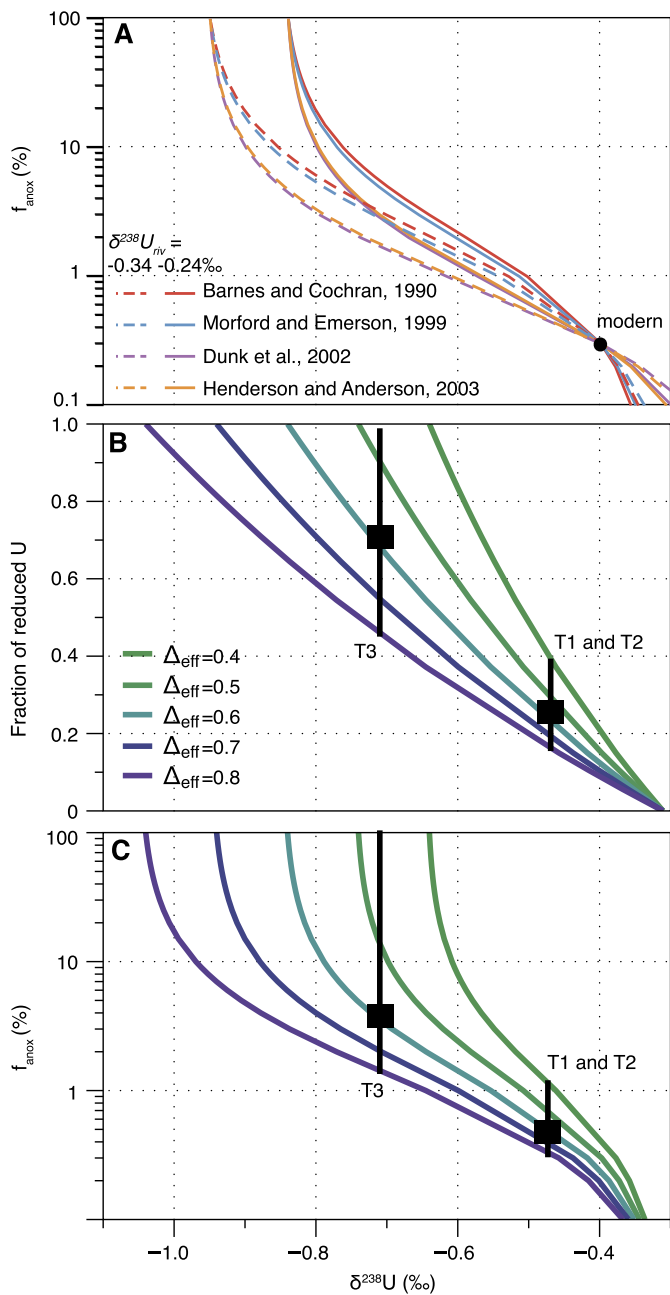 100
A
10
f_anox (%)
δ²³⁸U_riv =
-0.34 -0.24‰
1
Barnes and Cochran, 1990
modern
Morford and Emerson, 1999
Dunk et al., 2002
Henderson and Anderson, 2003
0.1
1.0
B
0.8
0.6
Fraction of reduced U
T3
T1 and T2
0.4
Δeff=0.4
Δeff=0.5
Δeff=0.6
0.2
Δeff=0.7
Δeff=0.8
0
100
C
10
f_anox (%)
T1 and T2
T3
1
−1.0 −0.8 −0.6 −0.4
δ²³⁸U (‰)